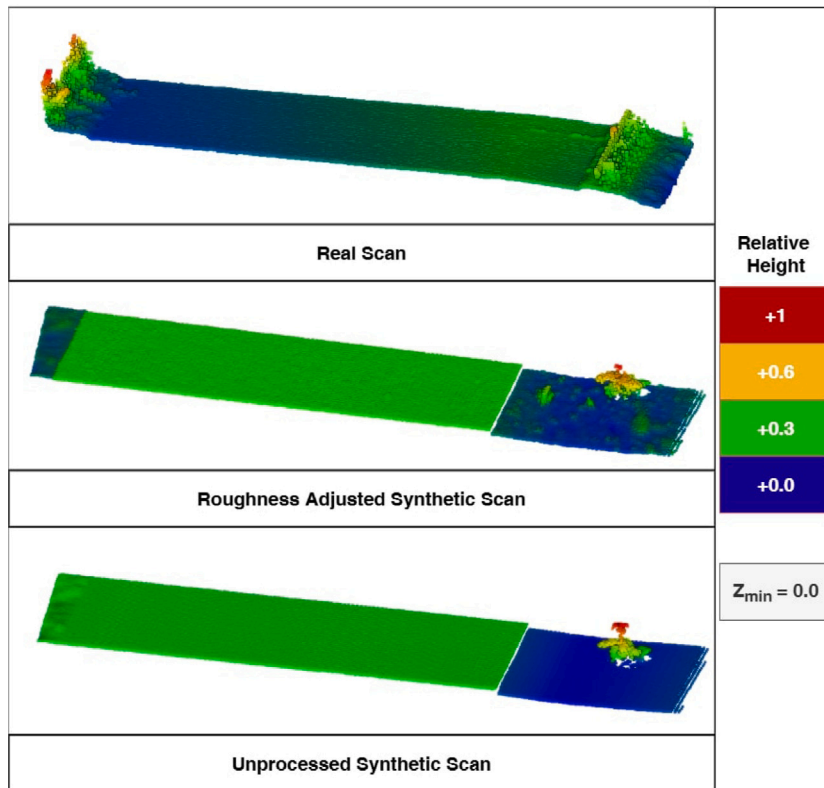 Real Scan
Roughness Adjusted Synthetic Scan
Unprocessed Synthetic Scan
Relative
Height
+1
+0.6
+0.3
+0.0
Zmin = 0.0